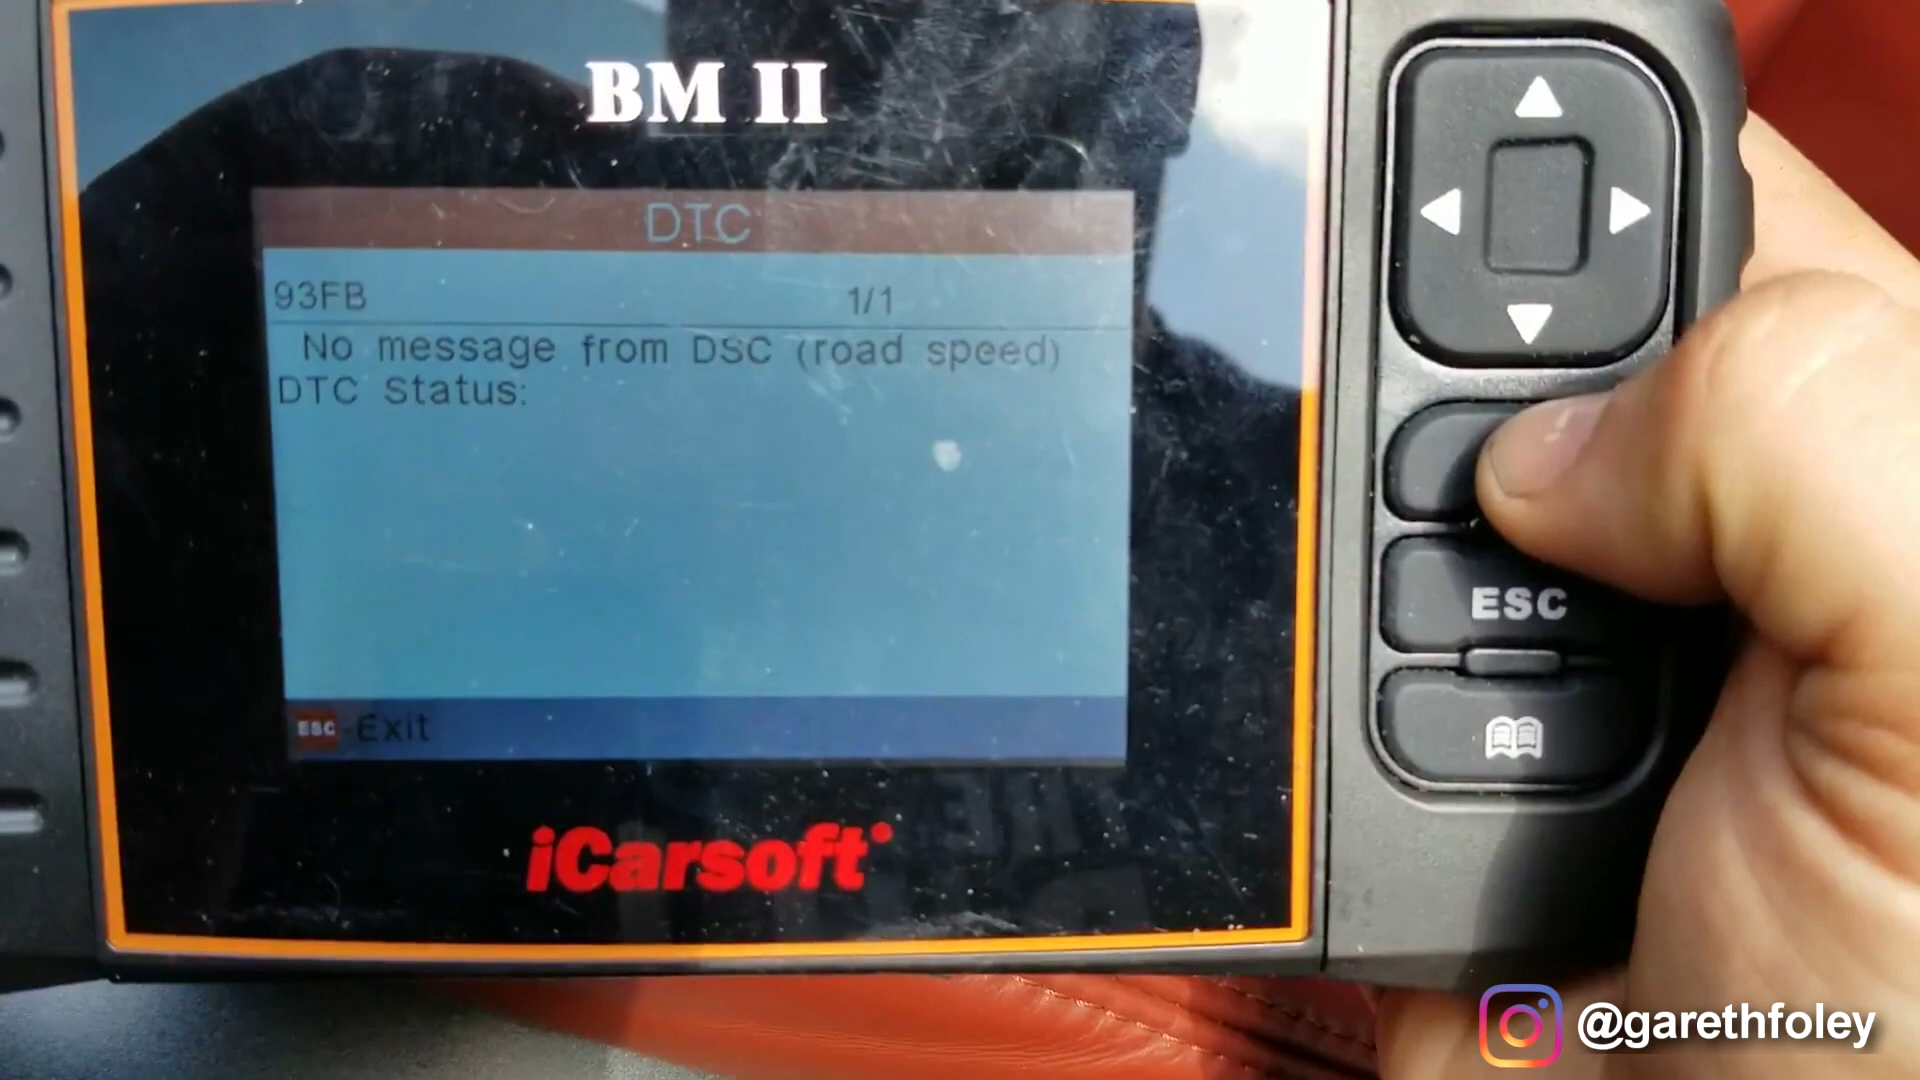 BM II
DTC
93FB 1/1
No message from DSC (road speed)
DTC Status:
ESC -Exit
iCarsoft
ESC
@garethfoley